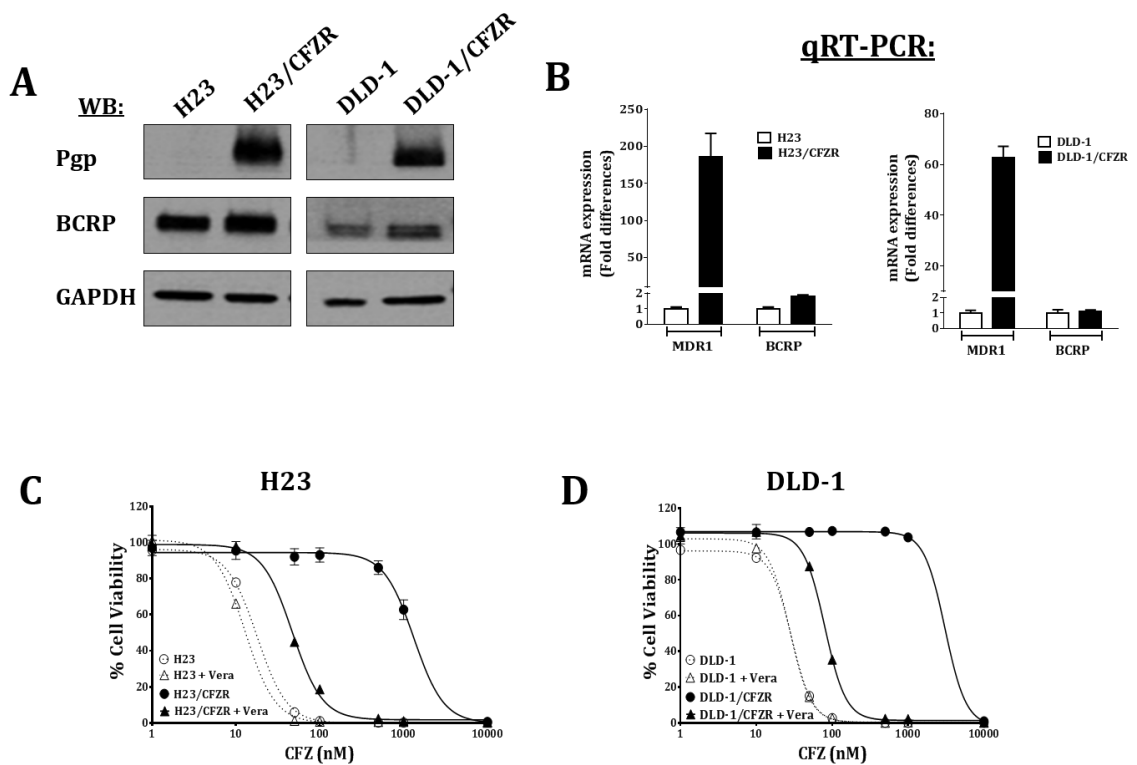 A
WB:
H23
H23/CFZR
DLD-1
DLD-1/CFZR
Pgp
BCRP
GAPDH
B
qRT-PCR:
mRNA expression
(Fold differences)
250
200
150
100
50
2
1
0
H23
H23/CFZR
MDR1
BCRP
mRNA expression
(Fold differences)
80
60
40
20
2
1
0
DLD-1
DLD-1/CFZR
MDR1
BCRP
C
H23
% Cell Viability
120
100
80
60
40
20
0
H23
H23 + Vera
H23/CFZR
H23/CFZR + Vera
1
10
100
1000
10000
CFZ (nM)
D
DLD-1
% Cell Viability
120
100
80
60
40
20
0
DLD-1
DLD-1 + Vera
DLD-1/CFZR
DLD-1/CFZR + Vera
1
10
100
1000
10000
CFZ (nM)